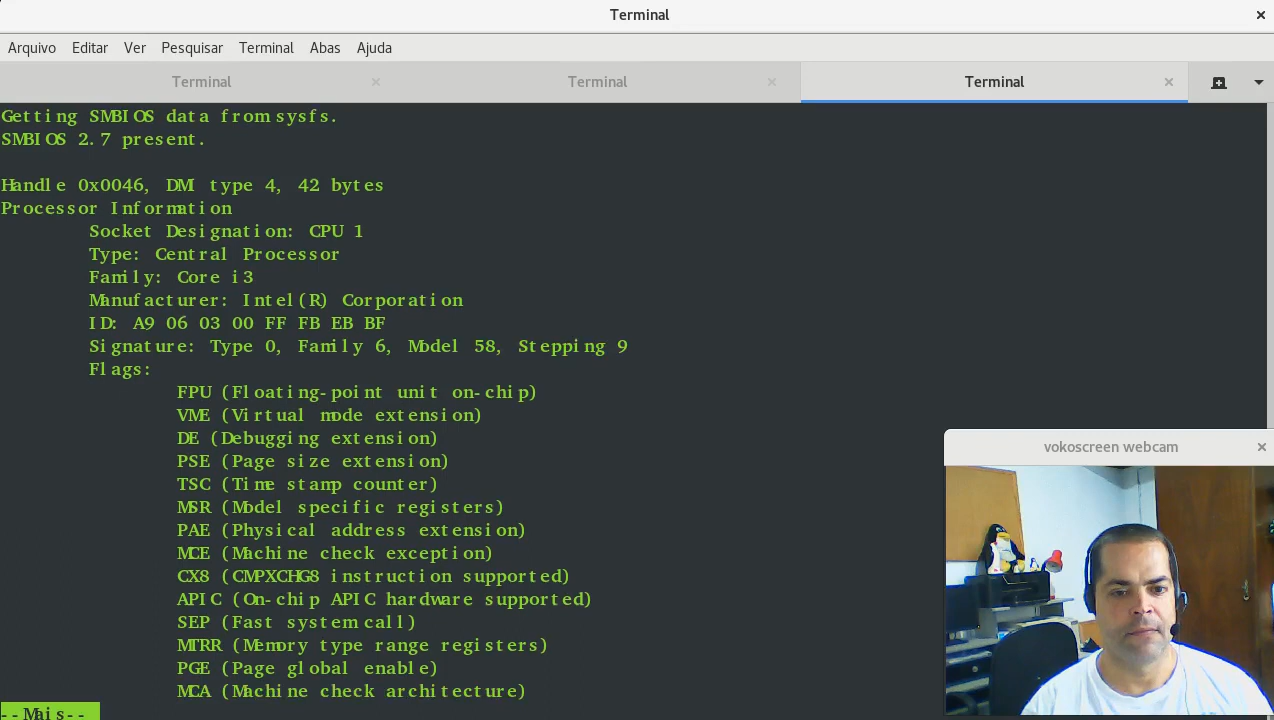 Terminal
×
Arquivo Editar Ver Pesquisar Terminal Abas Ajuda
Terminal × Terminal × Terminal ×
Getting SMBIOS data from sysfs.
SMBIOS 2.7 present.
Handle 0x0046, DMI type 4, 42 bytes
Processor Information
Socket Designation: CPU 1
Type: Central Processor
Family: Core i3
Manufacturer: Intel(R) Corporation
ID: A9 06 03 00 FF FB EB BF
Signature: Type 0, Family 6, Model 58, Stepping 9
Flags:
FPU (Floating-point unit on-chip)
VME (Virtual mode extension)
DE (Debugging extension)
PSE (Page size extension)
TSC (Time stamp counter)
MSR (Model specific registers)
PAE (Physical address extension)
MCE (Machine check exception)
CX8 (CMPXCHG8 instruction supported)
APIC (On-chip APIC hardware supported)
SEP (Fast system call)
MTRR (Memory type range registers)
PGE (Page global enable)
MCA (Machine check architecture)
--Mais--
vokoscreen webcam ×